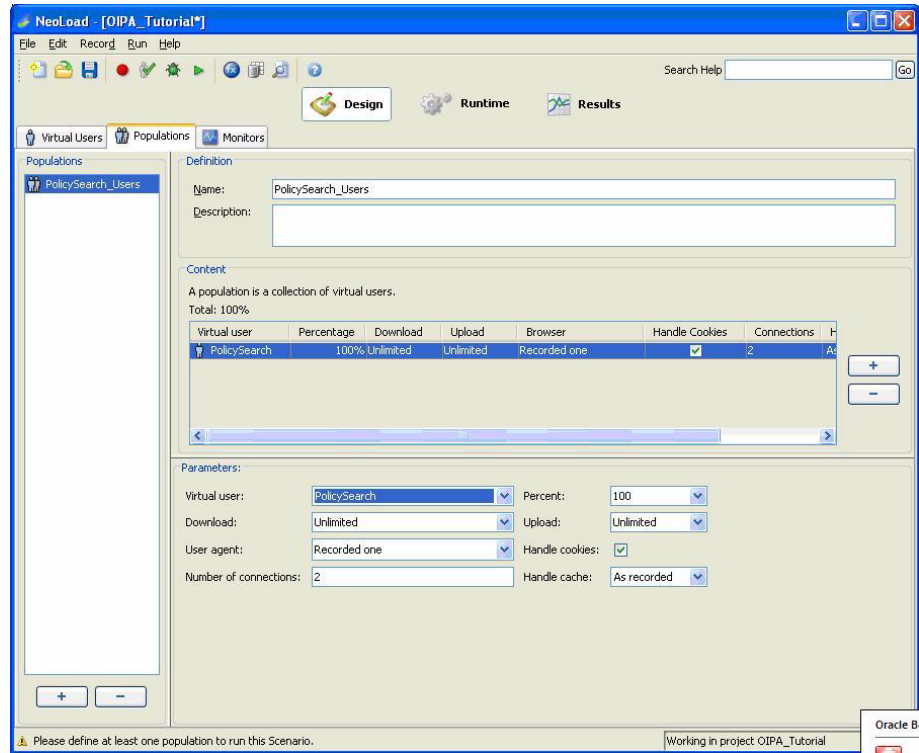 NeoLoad - [OIPA_Tutorial*]
File Edit Record Run Help
Search Help Go
Design Runtime Results
Virtual Users Populations Monitors
Populations
PolicySearch_Users
Definition
Name: PolicySearch_Users
Description:
Content
A population is a collection of virtual users.
Total: 100%
Virtual user Percentage Download Upload Browser Handle Cookies Connections H
PolicySearch 100% Unlimited Unlimited Recorded one 2 As
+
-
Parameters:
Virtual user: PolicySearch Percent: 100
Download: Unlimited Upload: Unlimited
User agent: Recorded one Handle cookies:
Number of connections: 2 Handle cache: As recorded
+ -
Oracle B
Please define at least one population to run this Scenario. Working in project OIPA_Tutorial